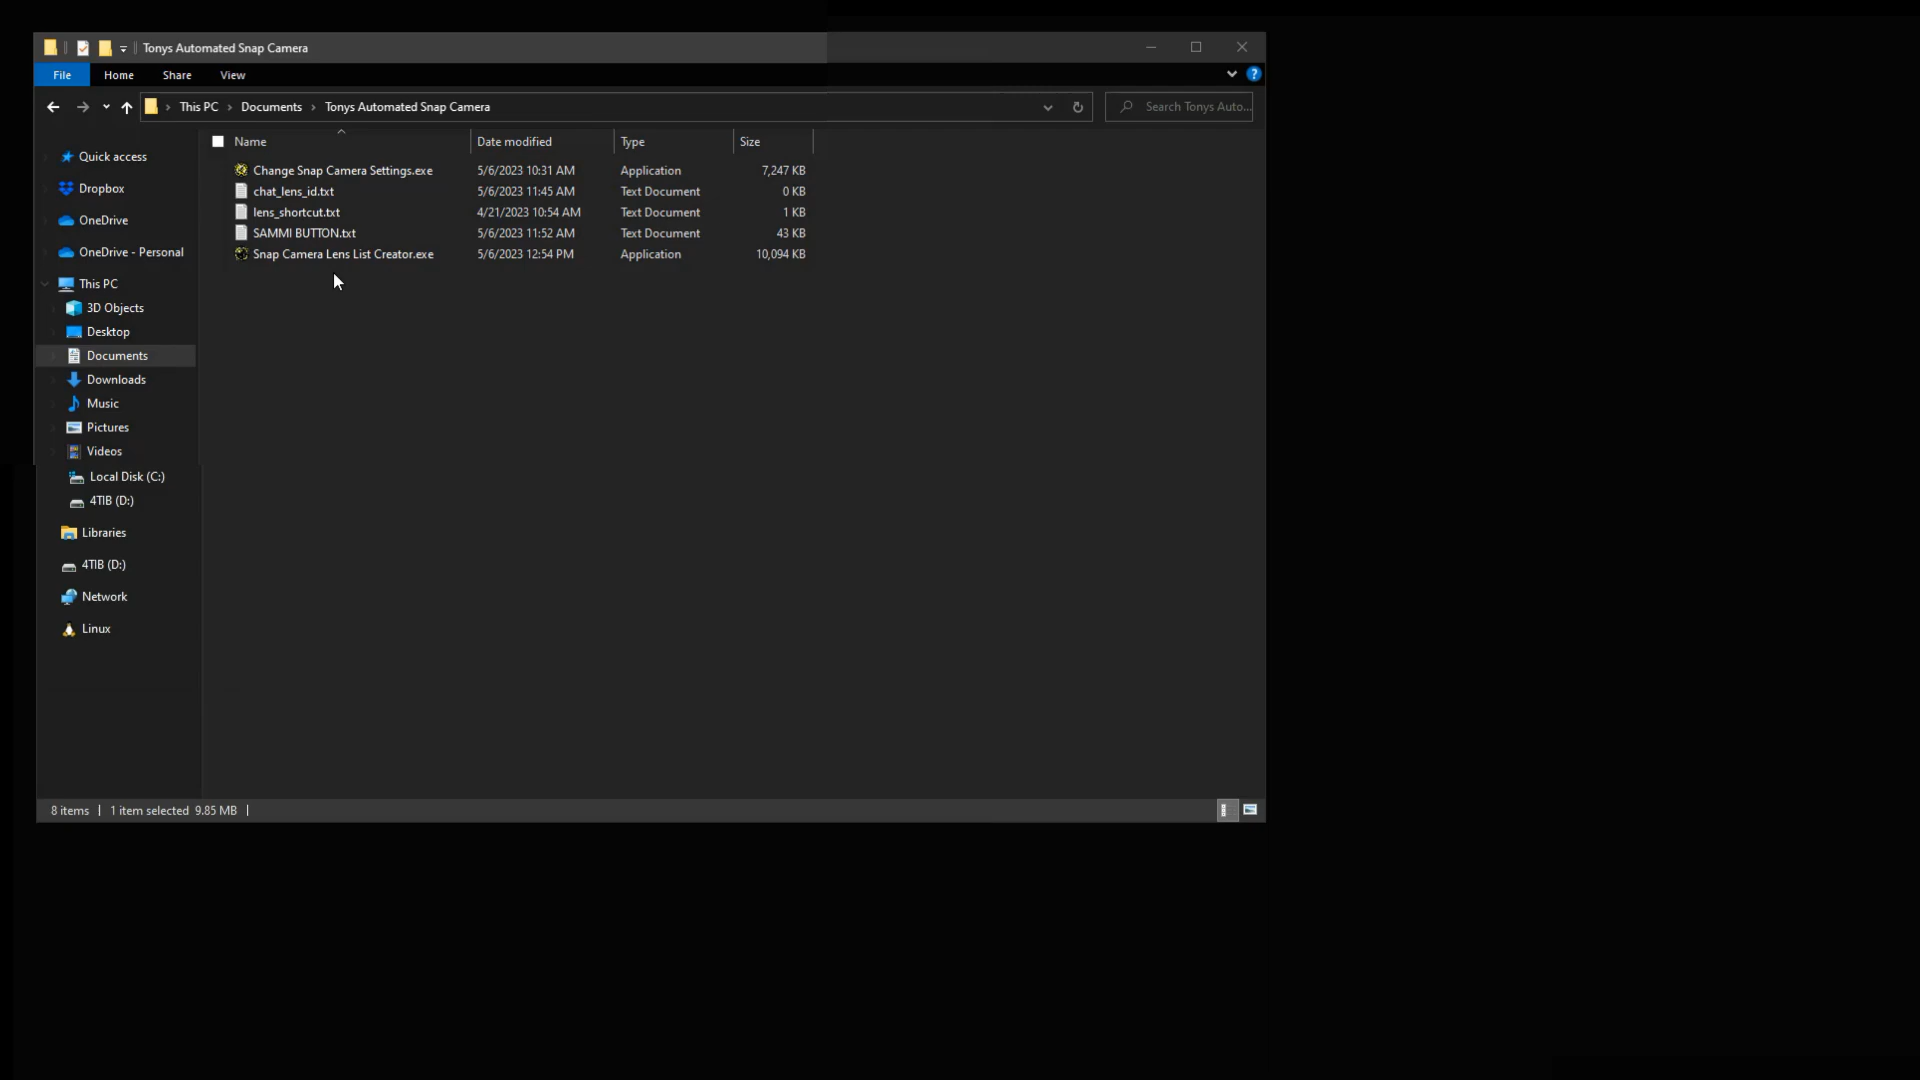 Tonys Automated Snap Camera
File Home Share View
This PC Documents Tonys Automated Snap Camera Search Tonys Auto...
Name Date modified Type Size
Quick access
Dropbox
OneDrive
OneDrive - Personal
This PC
3D Objects
Desktop
Documents
Downloads
Music
Pictures
Videos
Local Disk (C:)
4TIB (D:)
Libraries
4TIB (D:)
Network
Linux
Change Snap Camera Settings.exe 5/6/2023 10:31 AM Application 7,247 KB
chat_lens_id.txt 5/6/2023 11:45 AM Text Document 0 KB
lens_shortcut.txt 4/21/2023 10:54 AM Text Document 1 KB
SAMMI BUTTON.txt 5/6/2023 11:52 AM Text Document 43 KB
Snap Camera Lens List Creator.exe 5/6/2023 12:54 PM Application 10,094 KB
8 items 1 item selected 9.85 MB